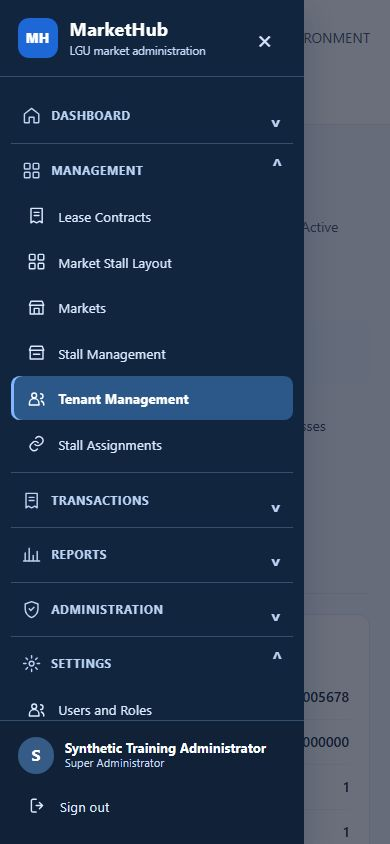 MH
MarketHub
LGU market administration
RONMENT
DASHBOARD
MANAGEMENT
Active
Lease Contracts
Market Stall Layout
Markets
Stall Management
Tenant Management
sses
Stall Assignments
TRANSACTIONS
REPORTS
ADMINISTRATION
SETTINGS
005678
Users and Roles
000000
S
Synthetic Training Administrator
Super Administrator
1
Sign out
1